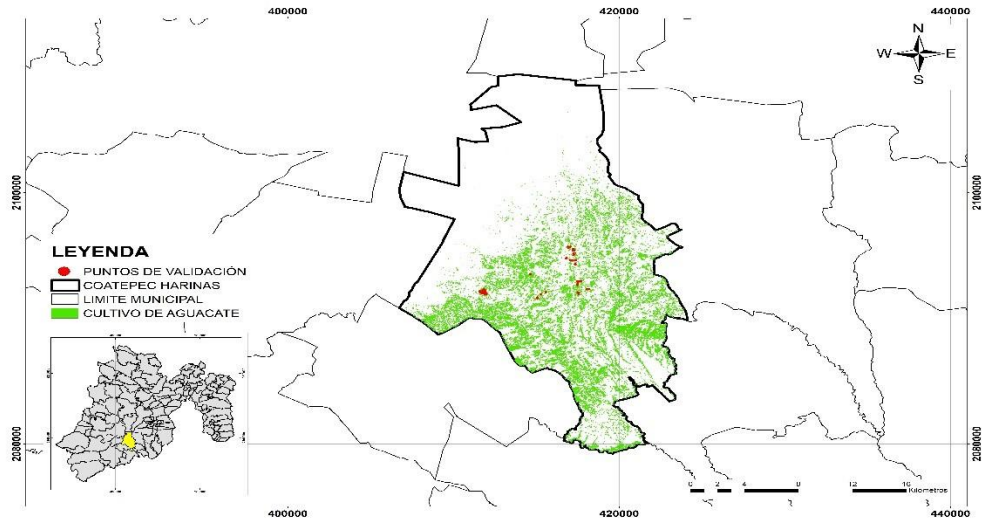 400000 420000 440000
N
W E
S
2100000 2100000
LEYENDA
PUNTOS DE VALIDACIÓN
COATEPEC HARINAS
LIMITE MUNICIPAL
CULTIVO DE AGUACATE
2080000 2080000
0 2 4 8 12 16
Kilometros
400000 420000 440000